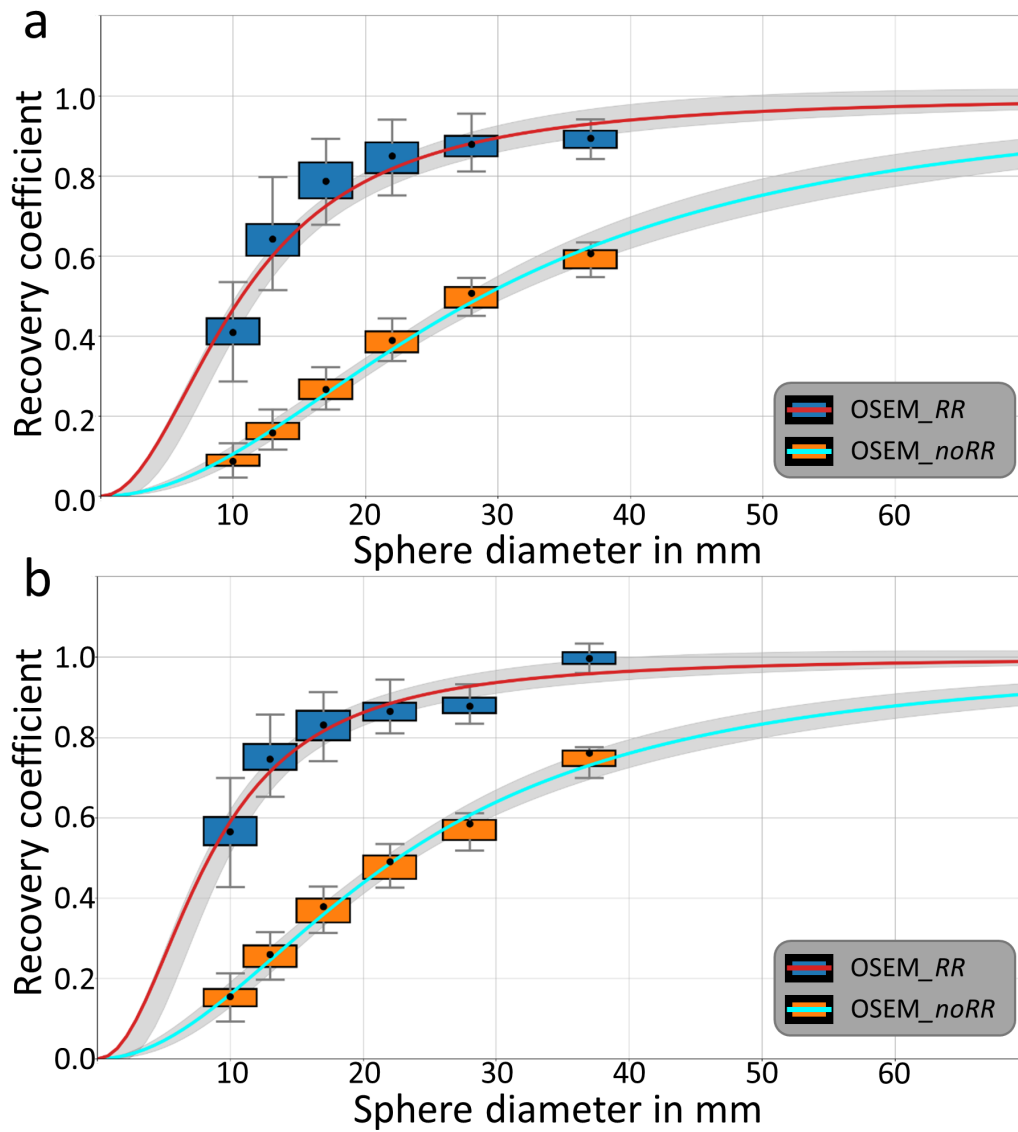 a
Recovery coefficient
1.0
0.8
0.6
0.4
0.2
0.0
10 20 30 40 50 60
Sphere diameter in mm
OSEM_RR
OSEM_noRR
b
Recovery coefficient
1.0
0.8
0.6
0.4
0.2
0.0
10 20 30 40 50 60
Sphere diameter in mm
OSEM_RR
OSEM_noRR